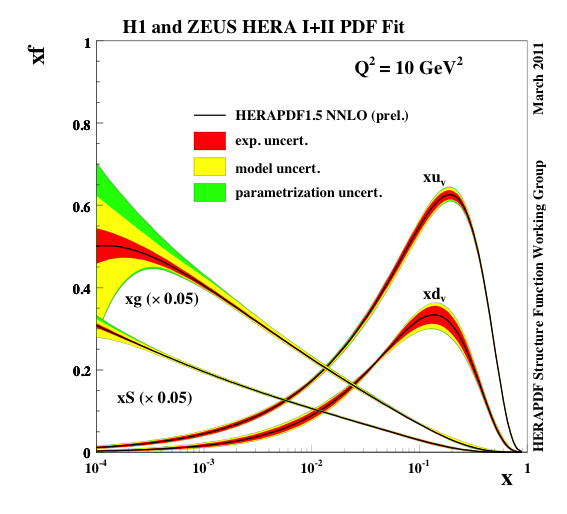 H1 and ZEUS HERA I+II PDF Fit
xf
1
0.8
0.6
0.4
0.2
0
Q² = 10 GeV²
HERAPDF1.5 NNLO (prel.)
exp. uncert.
model uncert.
parametrization uncert.
xuᵥ
xdᵥ
xg (× 0.05)
xS (× 0.05)
10⁻⁴ 10⁻³ 10⁻² 10⁻¹ 1
x
HERAPDF Structure Function Working Group March 2011